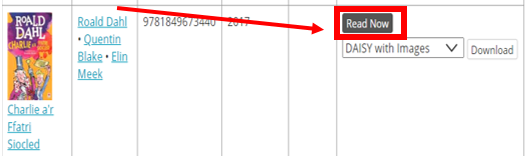 ROALD
DAHL
CHARLIE a'r
Charlie a'r
Ffatri
Siocled
Roald Dahl
• Quentin
Blake • Elin
Meek
9781849673440
2017
Read Now
DAISY with Images
Download